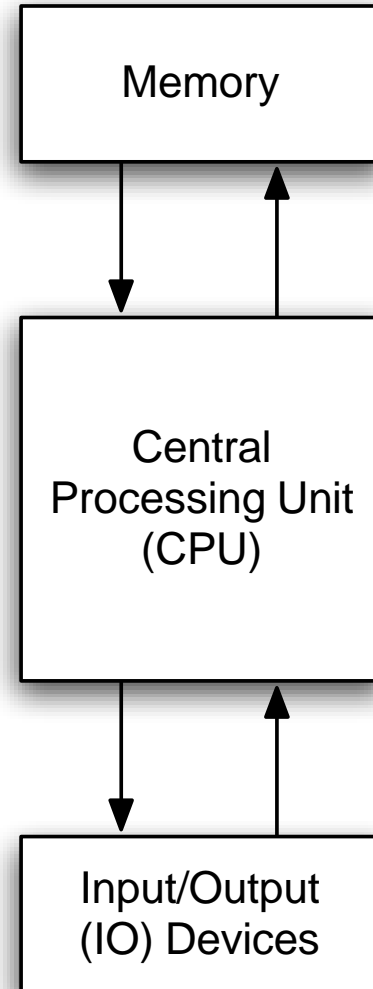 Memory
Central
Processing Unit
(CPU)
Input/Output
(IO) Devices